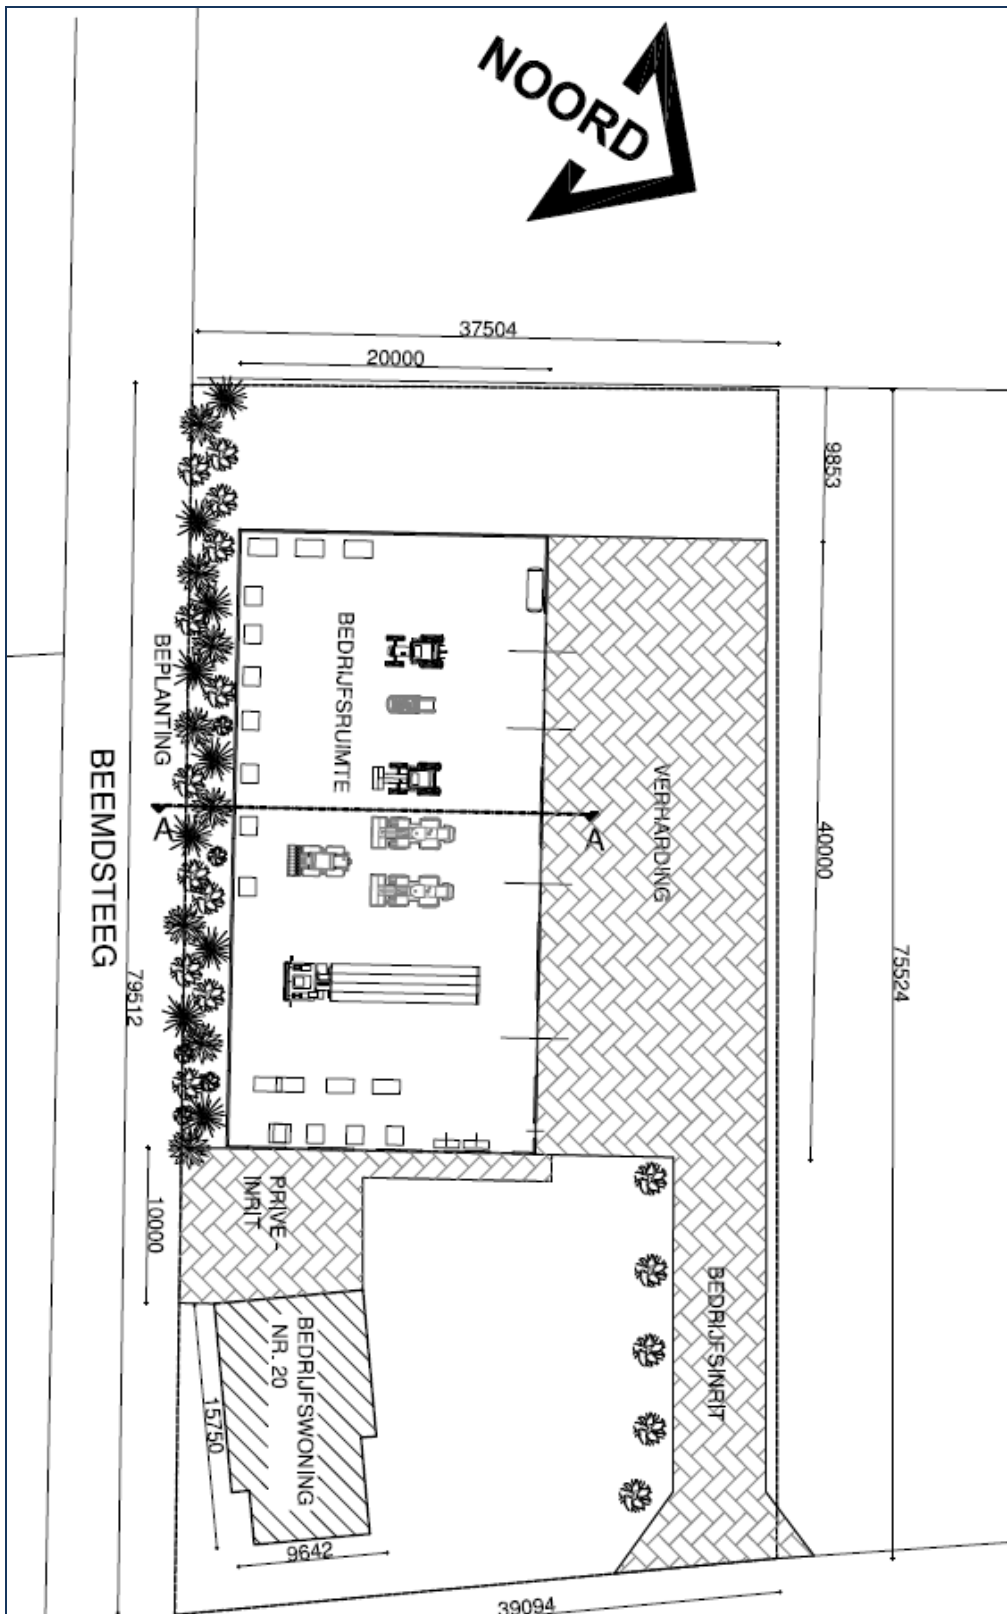 NOORD
37504
20000
9853
BEDRIJFSRUIMTE
BEPLANTING
BEEMDSTEEG
VERHARDING
A
A
40000
75524
79512
10000
PRIVE-
INRIT
BEDRIJFSINRIT
BEDRIJFSWONING
NR. 20
15750
9642
39094